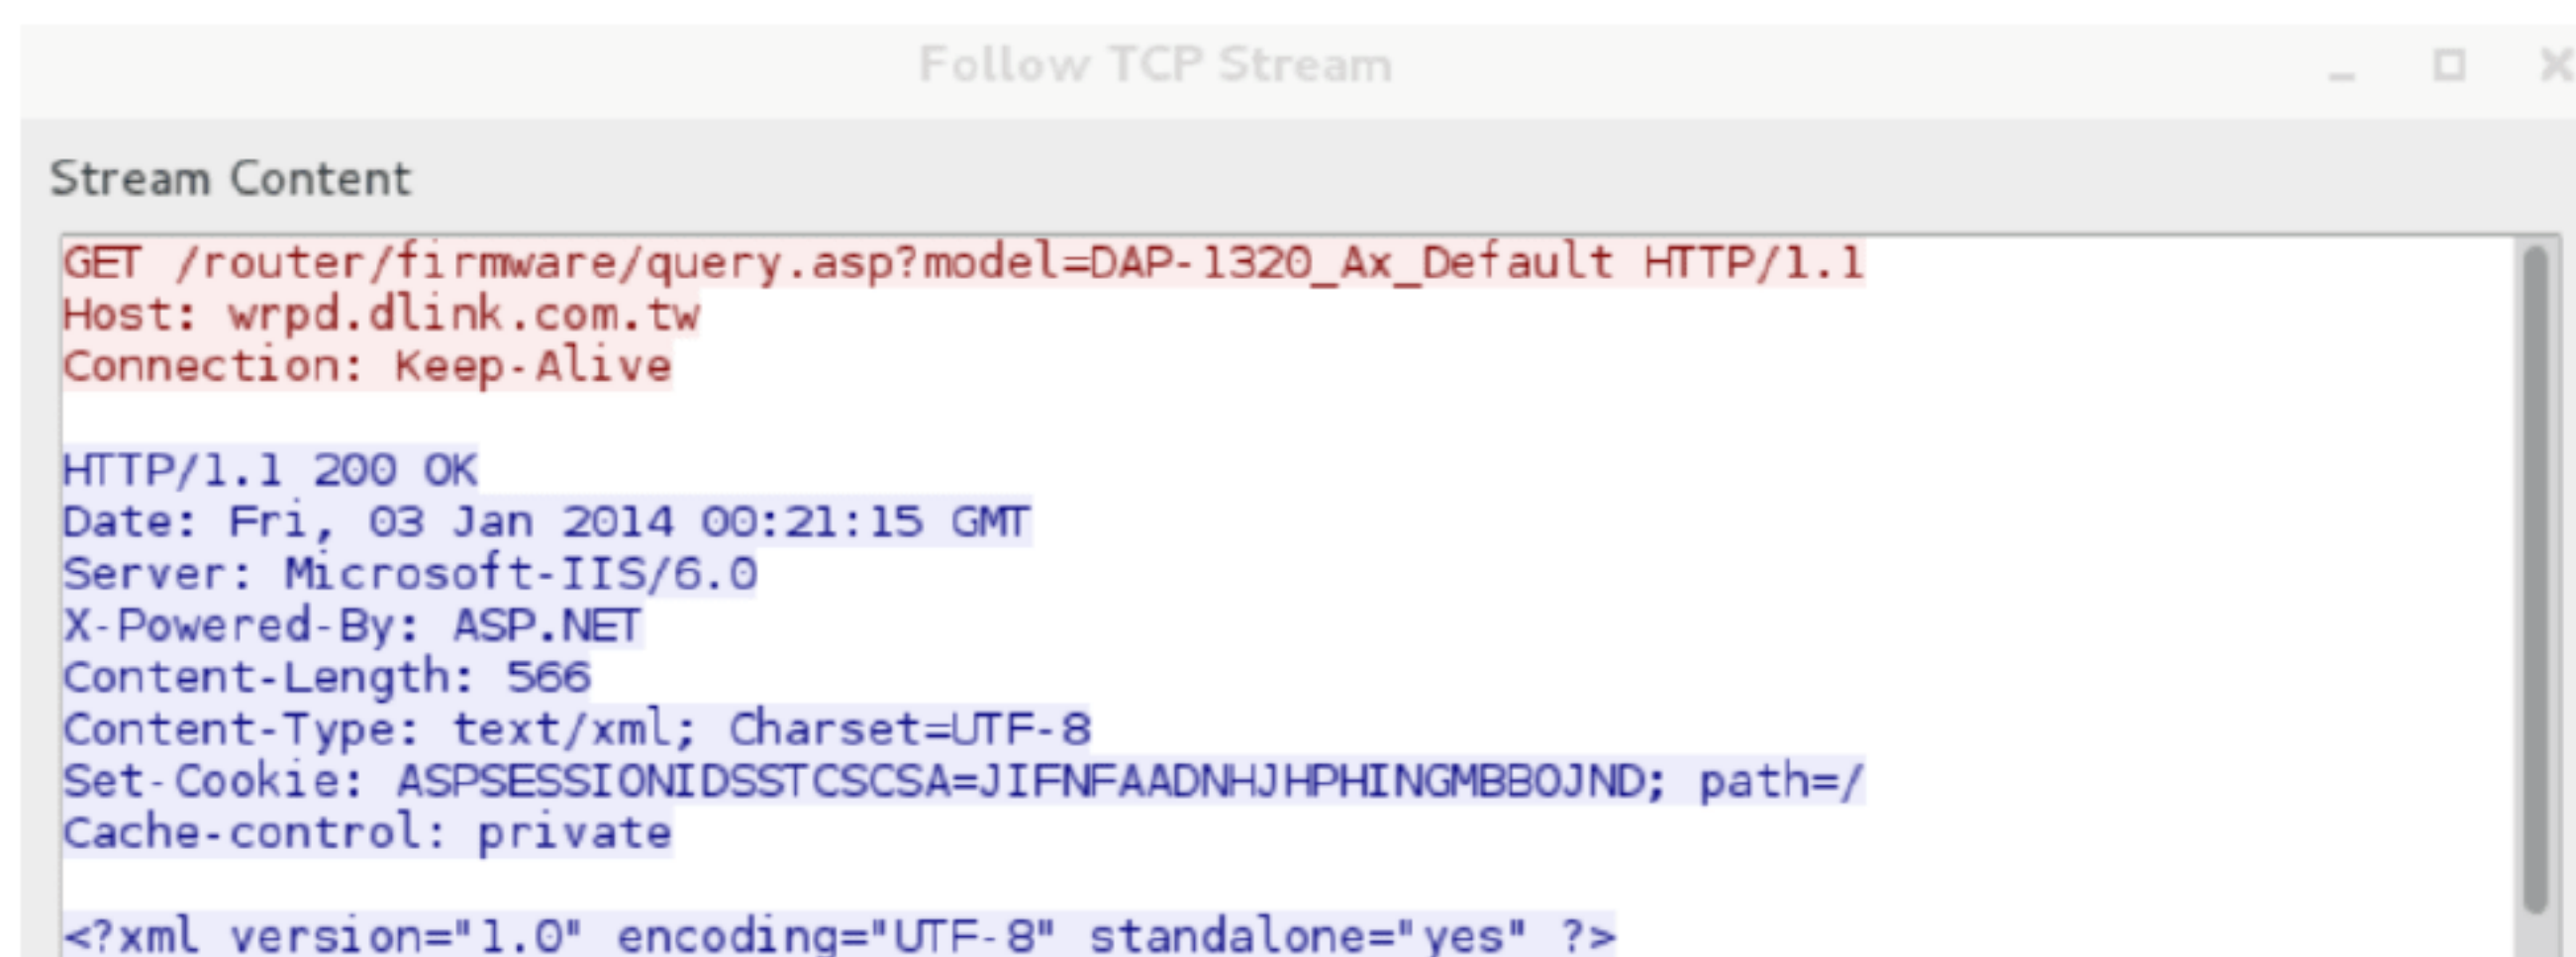 Follow TCP Stream
Stream Content
GET /router/firmware/query.asp?model=DAP-1320_Ax_Default HTTP/1.1
Host: wrpd.dlink.com.tw
Connection: Keep-Alive
HTTP/1.1 200 OK
Date: Fri, 03 Jan 2014 00:21:15 GMT
Server: Microsoft-IIS/6.0
X-Powered-By: ASP.NET
Content-Length: 566
Content-Type: text/xml; Charset=UTF-8
Set-Cookie: ASPSESSIONIDSSTCSCSA=JIFNFAADNHJHPHINGMBBOJND; path=/
Cache-control: private
<?xml version="1.0" encoding="UTF-8" standalone="yes" ?>